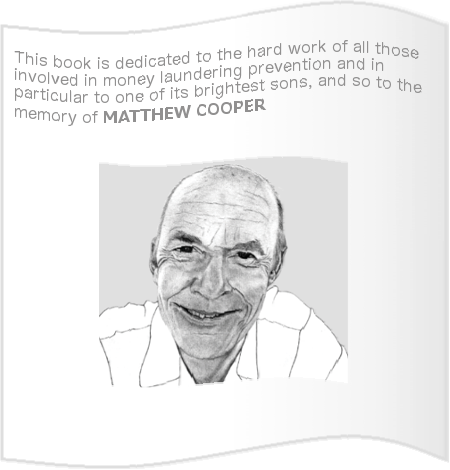 This book is dedicated to the hard work of all those
involved in money laundering prevention and in
particular to one of its brightest sons, and so to the
memory of MATTHEW COOPER